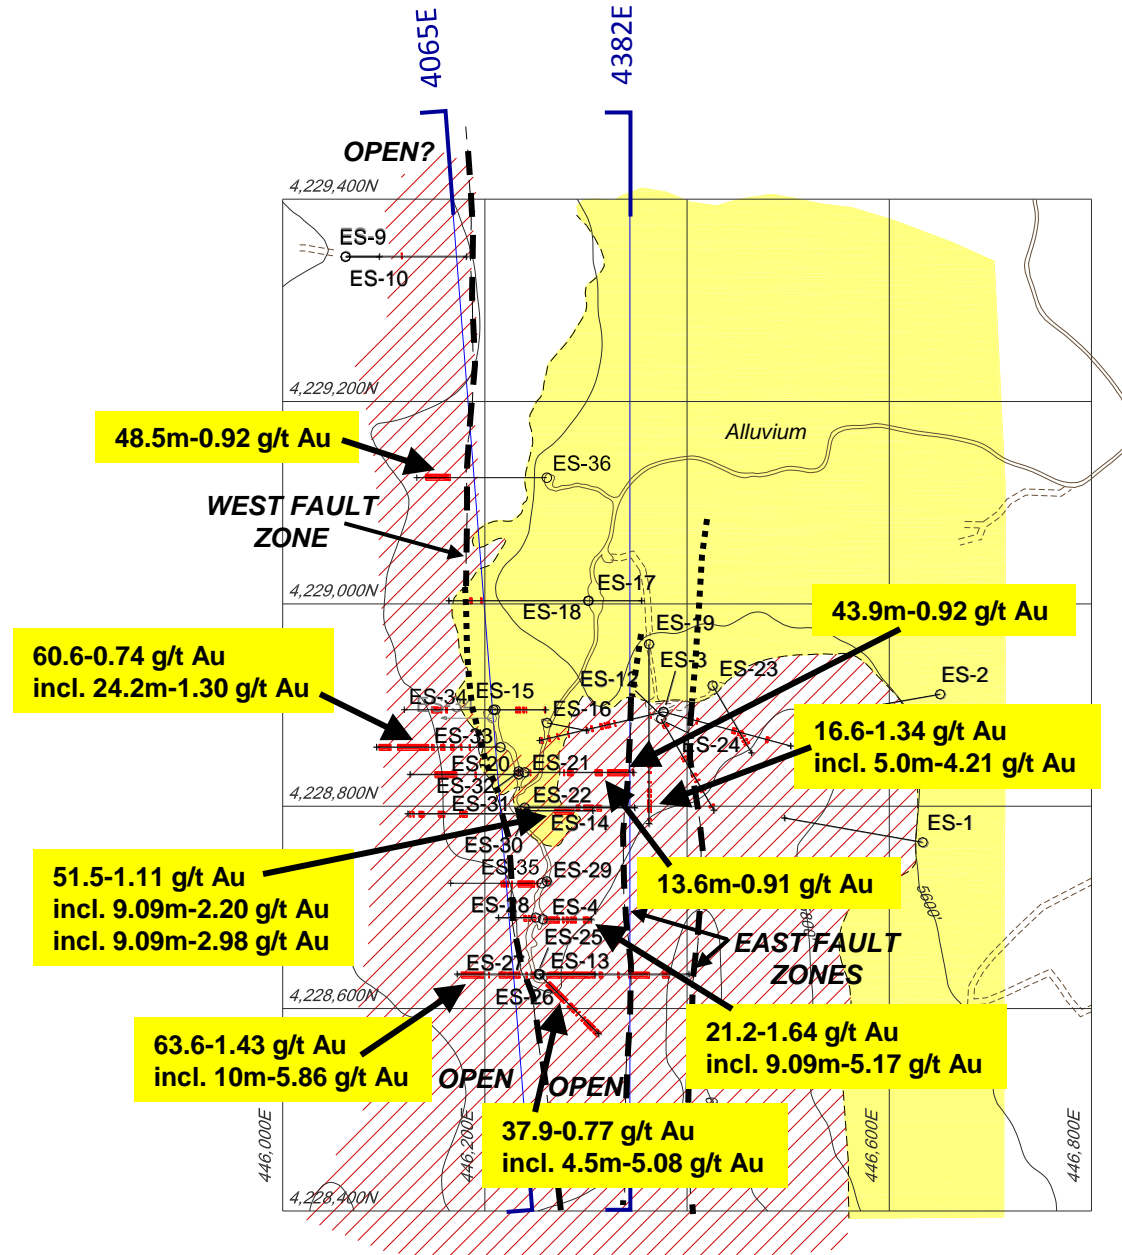 4065E
4382E
OPEN?
4,229,400N
ES-9
ES-10
4,229,200N
48.5m-0.92 g/t Au
Alluvium
ES-36
WEST FAULT
ZONE
4,229,000N
ES-17
ES-18
43.9m-0.92 g/t Au
ES-19
ES-3
60.6-0.74 g/t Au
incl. 24.2m-1.30 g/t Au
ES-12
ES-23
ES-2
ES-34
ES-15
ES-16
16.6-1.34 g/t Au
incl. 5.0m-4.21 g/t Au
ES-33
ES-24
ES-20
ES-21
ES-32
4,228,800N
ES-31
ES-22
ES-14
ES-1
ES-30
51.5-1.11 g/t Au
incl. 9.09m-2.20 g/t Au
incl. 9.09m-2.98 g/t Au
ES-35
ES-29
13.6m-0.91 g/t Au
5600'
ES-28
ES-4
ES-25
EAST FAULT
ZONES
ES-27
ES-13
ES-26
4,228,600N
63.6-1.43 g/t Au
incl. 10m-5.86 g/t Au
21.2-1.64 g/t Au
incl. 9.09m-5.17 g/t Au
OPEN
OPEN
37.9-0.77 g/t Au
incl. 4.5m-5.08 g/t Au
446,000E
446,200E
446,600E
446,800E
4,228,400N